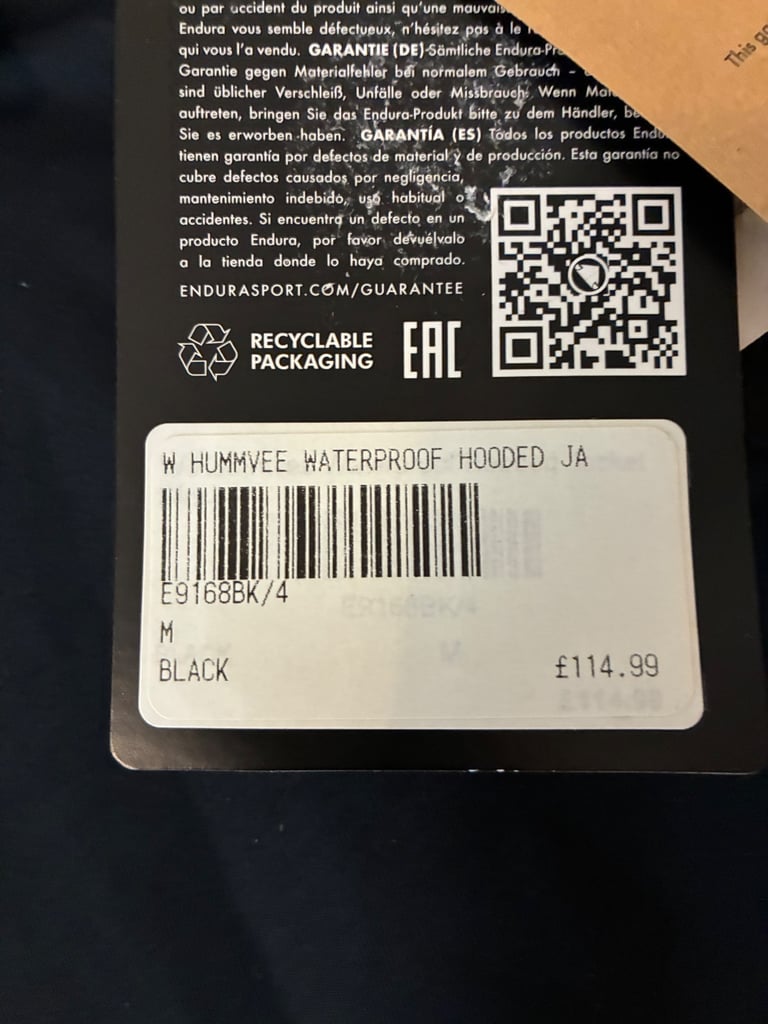 ou par accident du produit ainsi qu'une mauvais
Endura vous semble défectueux, n'hésitez pas à le
qui vous l'a vendu. GARANTIE (DE) Sämtliche Endura-Pr
Garantie gegen Materialfehler bei normalem Gebrauch –
sind üblicher Verschleiß, Unfälle oder Missbrauch. Wenn Mat
auftreten, bringen Sie das Endura-Produkt bitte zu dem Händler, be
Sie es erworben haben. GARANTÍA (ES) Todos los productos Endu
tienen garantía por defectos de material y de producción. Esta garantía no
cubre defectos causados por negligencia,
mantenimiento indebido, uso habitual o
accidentes. Si encuentra un defecto en un
producto Endura, por favor devuélvalo
a la tienda donde lo haya comprado.
ENDURASPORT.COM/GUARANTEE
RECYCLABLE
PACKAGING
EAC
This
W HUMMVEE WATERPROOF HOODED JA
E9168BK/4
M
BLACK
£114.99